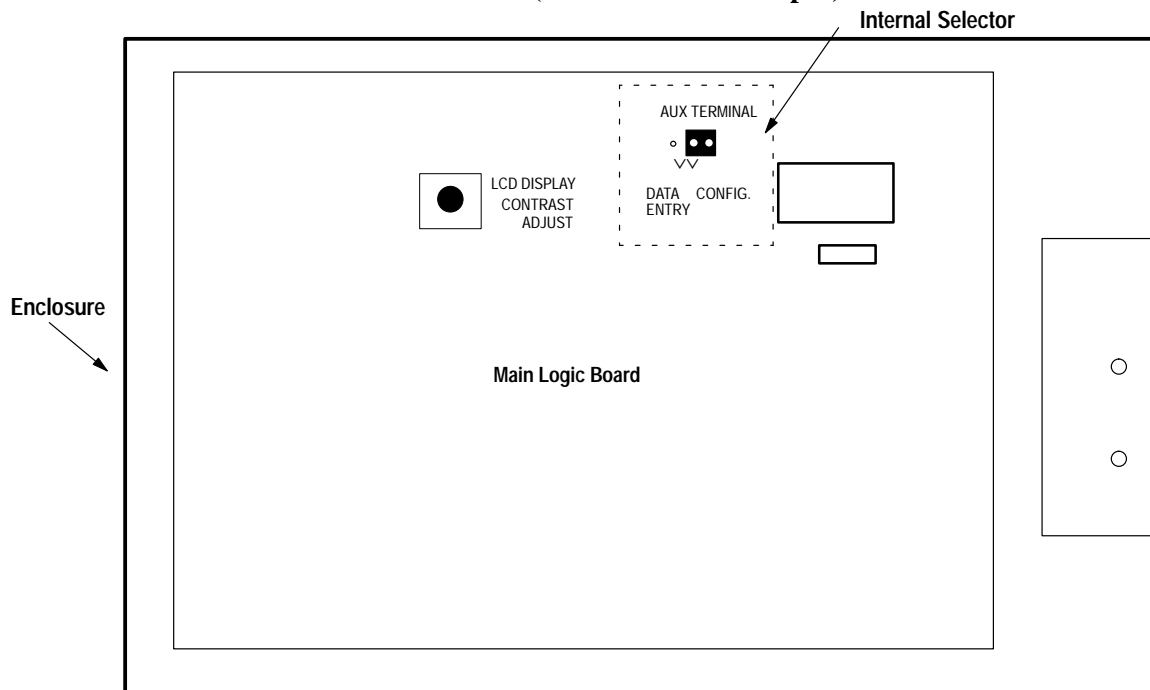 Internal Selector
AUX TERMINAL
LCD DISPLAY
CONTRAST
ADJUST
DATA CONFIG.
ENTRY
Enclosure
Main Logic Board